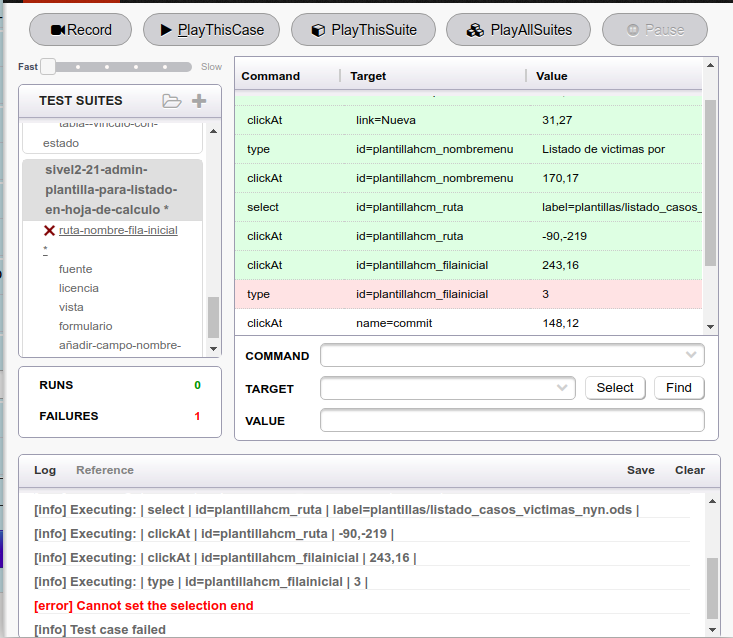 Record
PlayThisCase
PlayThisSuite
PlayAllSuites
Pause
Fast
Slow
TEST SUITES
tabla--vinculo-con-
estado
sivel2-21-admin-
plantilla-para-listado-
en-hoja-de-calculo *
ruta-nombre-fila-inicial
*
fuente
licencia
vista
formulario
añadir-campo-nombre-
RUNS 0
FAILURES 1
Command Target Value
clickAt link=Nueva 31,27
type id=plantillahcm_nombremenu Listado de victimas por
clickAt id=plantillahcm_nombremenu 170,17
select id=plantillahcm_ruta label=plantillas/listado_casos_
clickAt id=plantillahcm_ruta -90,-219
clickAt id=plantillahcm_filainicial 243,16
type id=plantillahcm_filainicial 3
clickAt name=commit 148,12
COMMAND
TARGET Select Find
VALUE
Log Reference Save Clear
[info] Executing: | select | id=plantillahcm_ruta | label=plantillas/listado_casos_victimas_nyn.ods |
[info] Executing: | clickAt | id=plantillahcm_ruta | -90,-219 |
[info] Executing: | clickAt | id=plantillahcm_filainicial | 243,16 |
[info] Executing: | type | id=plantillahcm_filainicial | 3 |
[error] Cannot set the selection end
[info] Test case failed